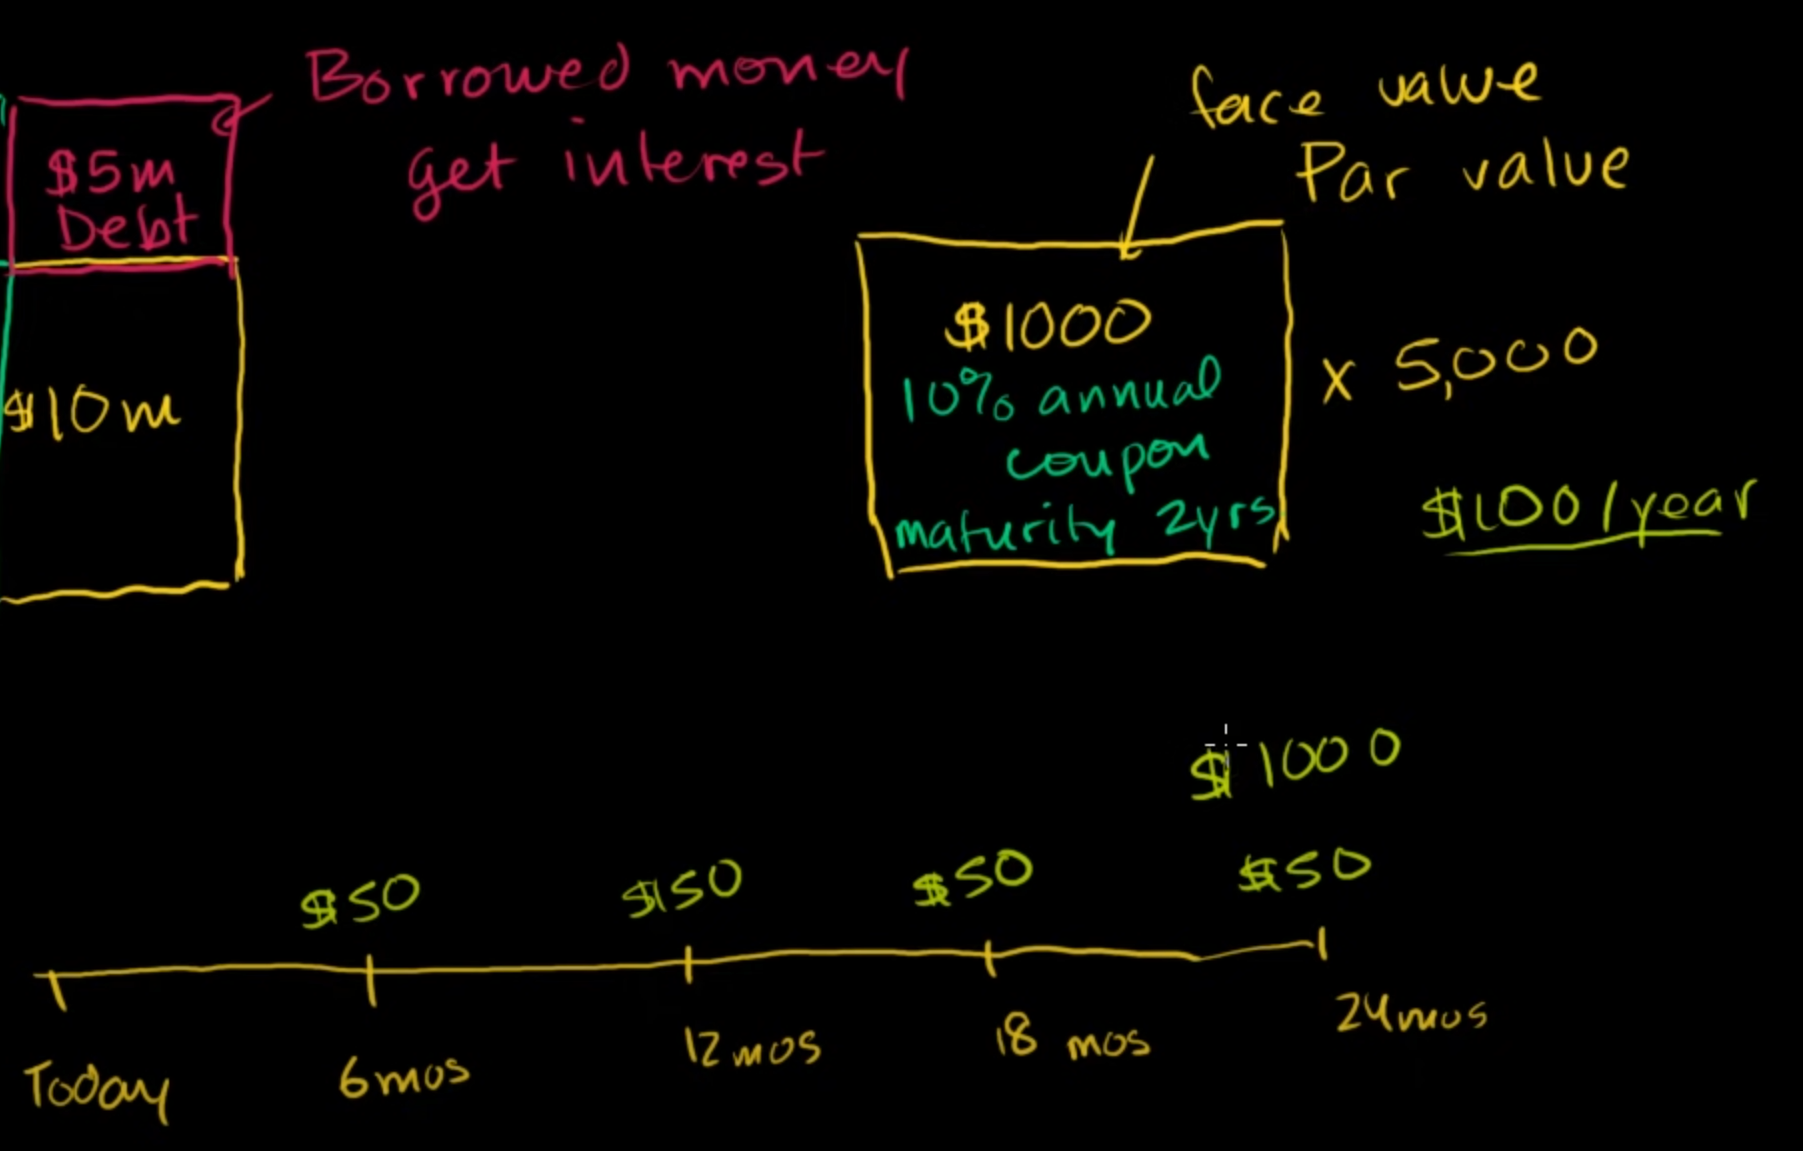 Borrowed money
get interest
$5m
Debt
$10m
face value
Par value
$1000
10% annual
coupon
maturity 2yrs
x 5,000
$100/year
$1000
$50
$50
$50
$50
Today
6mos
12mos
18 mos
24mos